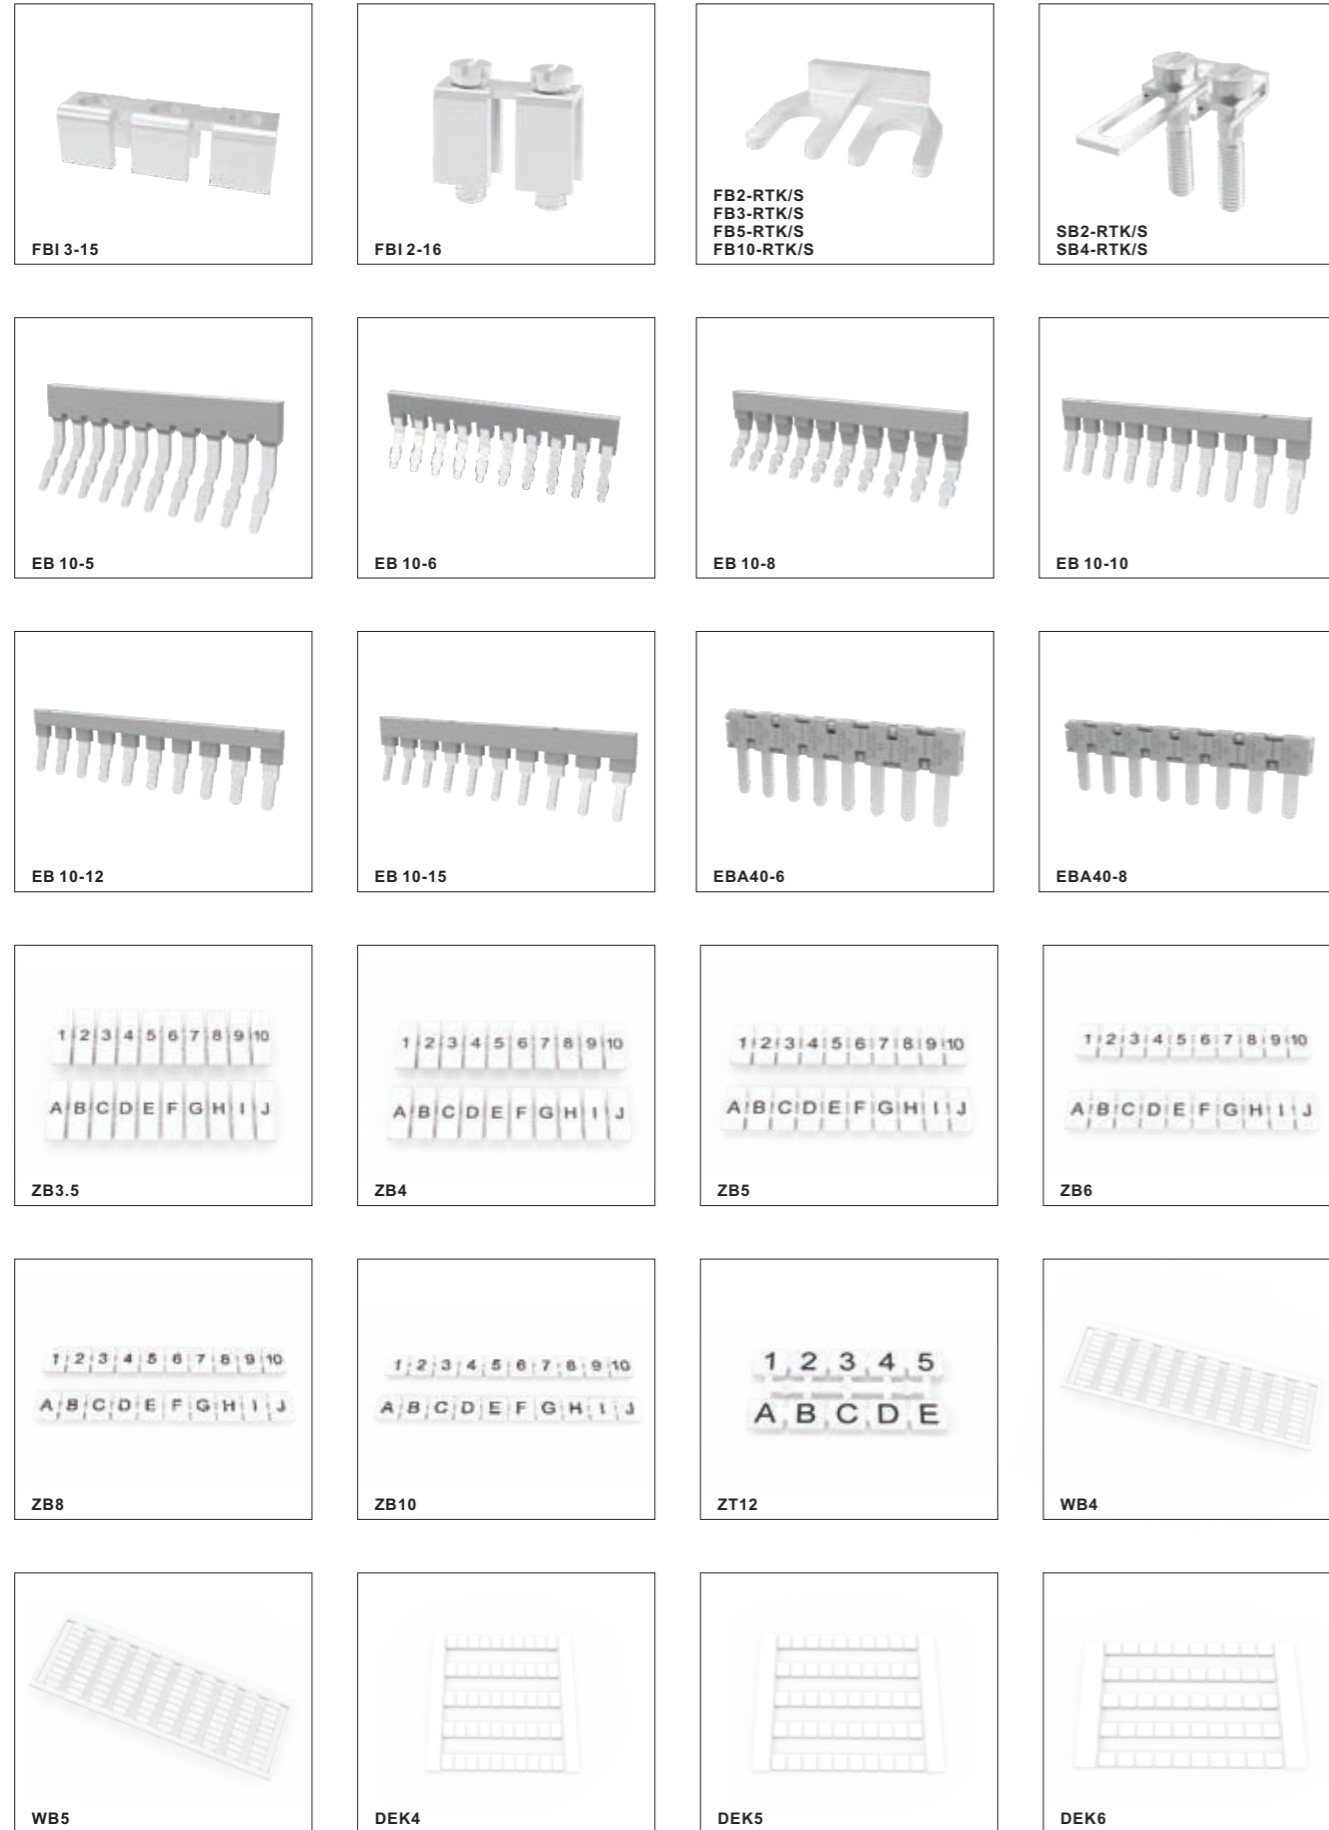 FBI 3-15
FBI 2-16
FB2-RTK/S
FB3-RTK/S
FB5-RTK/S
FB10-RTK/S
SB2-RTK/S
SB4-RTK/S
EB 10-5
EB 10-6
EB 10-8
EB 10-10
EB 10-12
EB 10-15
EBA40-6
EBA40-8
1 2 3 4 5 6 7 8 9 10
A B C D E F G H I J
ZB3.5
1 2 3 4 5 6 7 8 9 10
A B C D E F G H I J
ZB4
1 2 3 4 5 6 7 8 9 10
A B C D E F G H I J
ZB5
1 2 3 4 5 6 7 8 9 10
A B C D E F G H I J
ZB6
1 2 3 4 5 6 7 8 9 10
A B C D E F G H I J
ZB8
1 2 3 4 5 6 7 8 9 10
A B C D E F G H I J
ZB10
1 2 3 4 5
A B C D E
ZT12
WB4
WB5
DEK4
DEK5
DEK6